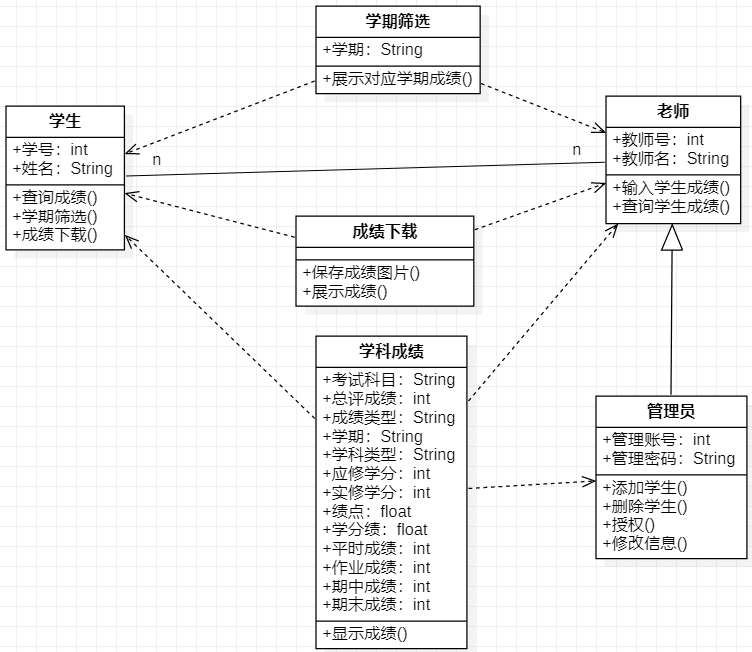 学期筛选
+学期：String
+展示对应学期成绩()
学生
+学号：int
+姓名：String
+查询成绩()
+学期筛选()
+成绩下载()
n
n
老师
+教师号：int
+教师名：String
+输入学生成绩()
+查询学生成绩()
成绩下载
+保存成绩图片()
+展示成绩()
学科成绩
+考试科目：String
+总评成绩：int
+成绩类型：String
+学期：String
+学科类型：String
+应修学分：int
+实修学分：int
+绩点：float
+学分绩：float
+平时成绩：int
+作业成绩：int
+期中成绩：int
+期末成绩：int
+显示成绩()
管理员
+管理账号：int
+管理密码：String
+添加学生()
+删除学生()
+授权()
+修改信息()